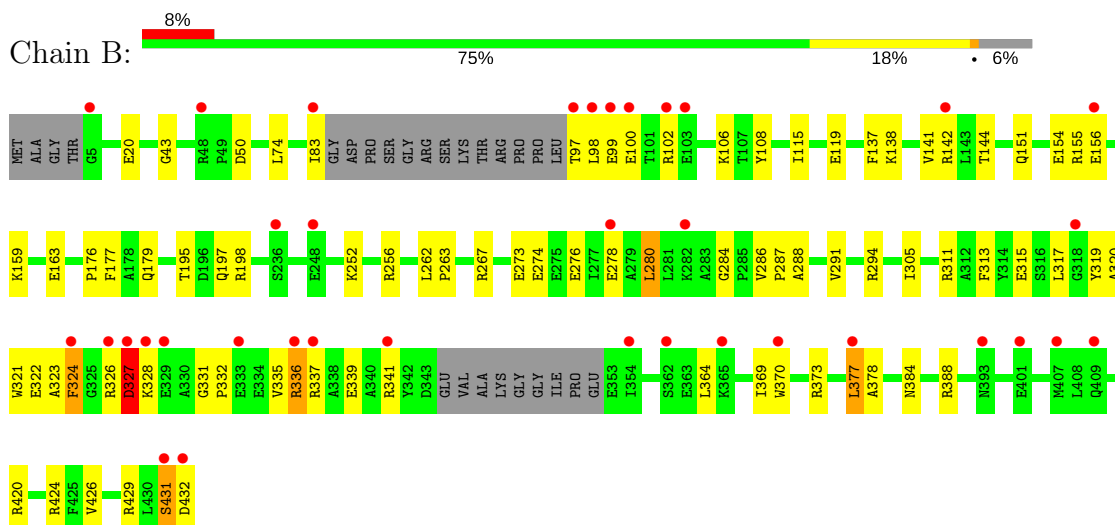 8%
Chain B:
75% 18% • 6%
MET ALA GLY THR G5 E20 G43 R48 P49 D50 L74 I83 GLY ASP PRO SER GLY ARG SER LYS THR ARG PRO PRO LEU T97 L98 E99 E100 T101 R102 E103 K106 T107 Y108 I115 E119 F137 K138 V141 R142 L143 T144 Q151 E154 R155 E156
K159 E163 P176 F177 A178 Q179 T195 D196 Q197 R198 S236 E248 K252 R256 L262 P263 R267 E273 E274 E275 E276 I277 E278 A279 L280 L281 K282 A283 G284 P285 V286 P287 A288 V291 R294 I305 R311 A312 F313 Y314 E315 S316 L317 G318 Y319 A320
W321 E322 A323 F324 G325 R326 D327 K328 E329 A330 G331 P332 E333 E334 V335 R336 R337 A338 E339 A340 R341 Y342 D343 GLU VAL ALA LYS GLY GLY ILE PRO GLU E353 I354 S362 E363 L364 K365 I369 W370 R373 L377 A378 N384 R388 N393 E401 M407 L408 Q409
R420 R424 F425 V426 R429 L430 S431 D432